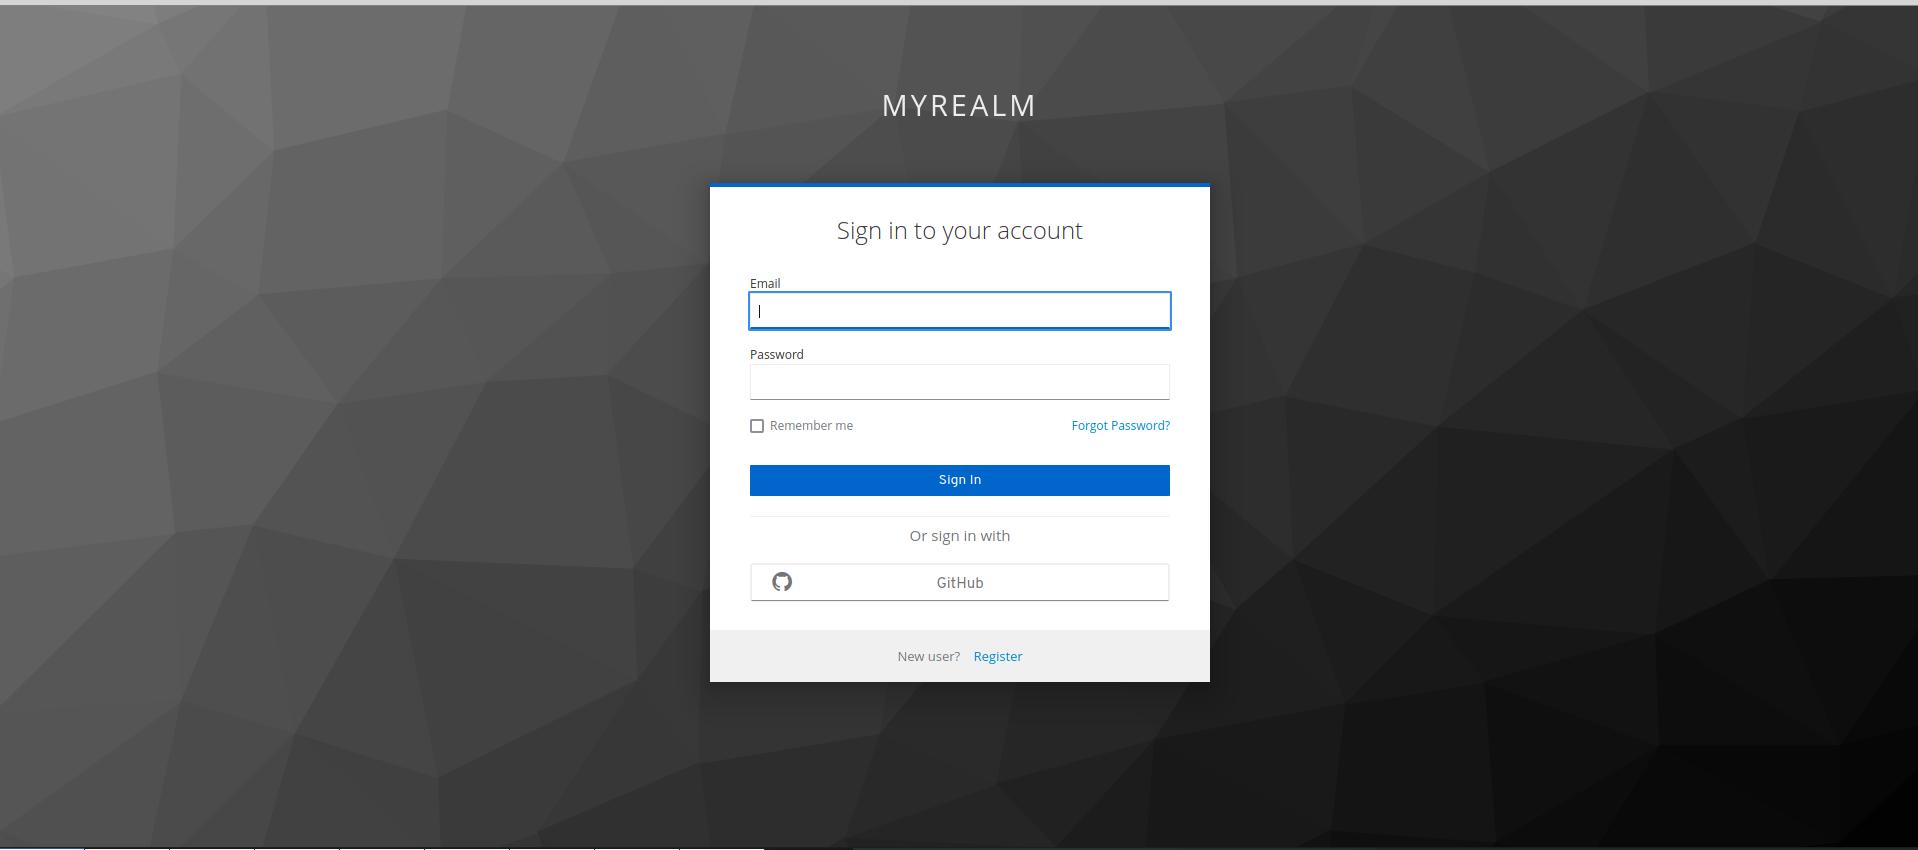 MYREALM
Sign in to your account
Email
Password
Remember me
Forgot Password?
Sign In
Or sign in with
GitHub
New user? Register